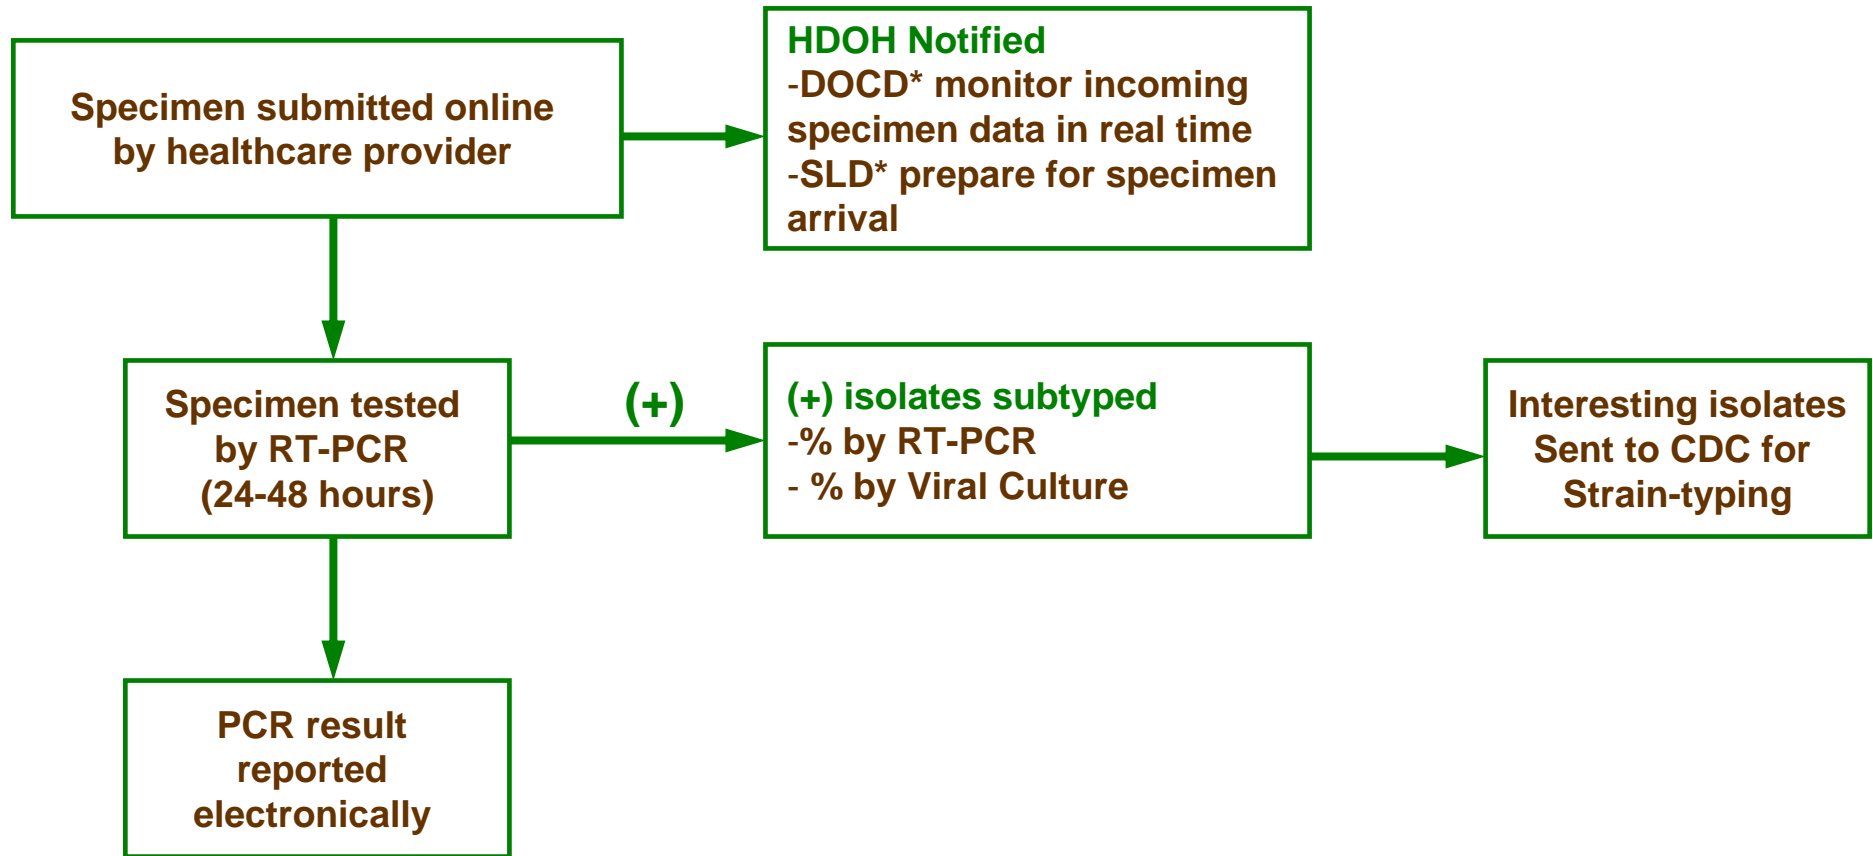 Specimen submitted online
by healthcare provider
HDOH Notified
-DOCD* monitor incoming
specimen data in real time
-SLD* prepare for specimen
arrival
Specimen tested
by RT-PCR
(24-48 hours)
(+)
(+) isolates subtyped
-% by RT-PCR
- % by Viral Culture
Interesting isolates
Sent to CDC for
Strain-typing
PCR result
reported
electronically